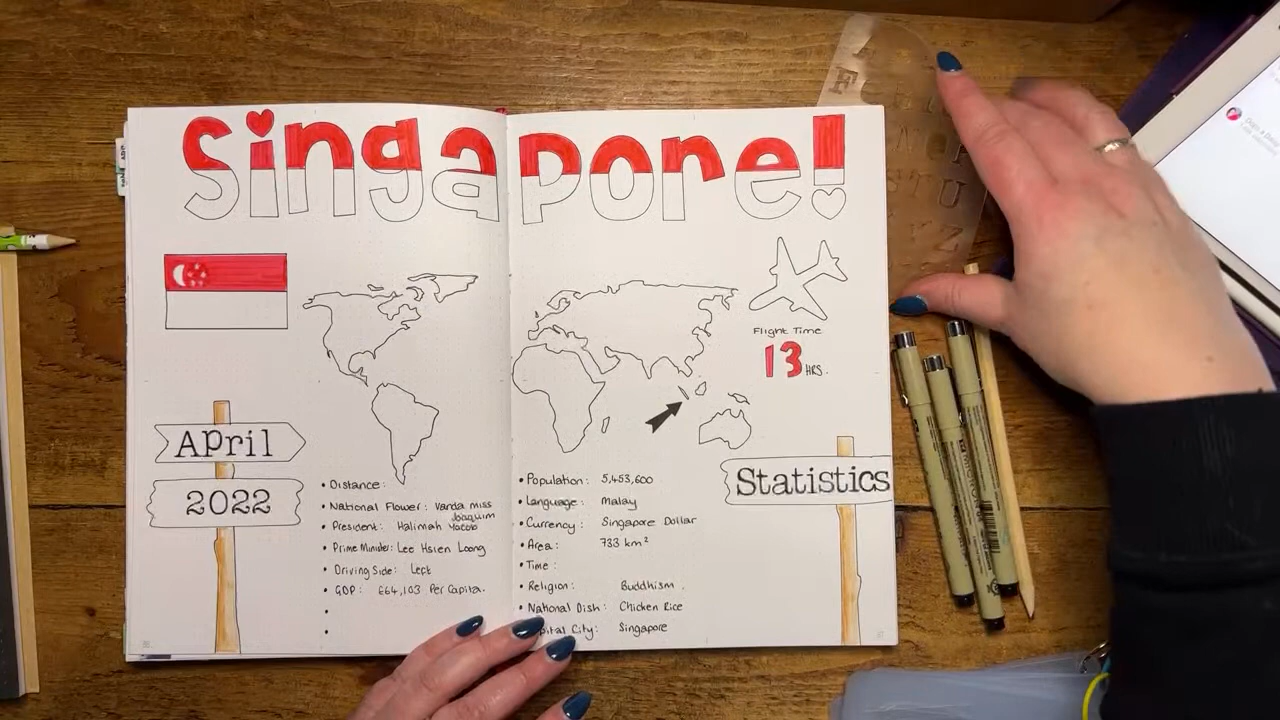 Singapore!
Flight Time
13 HRS.
April
2022
Statistics
• Distance:
• National Flower: Vanda miss Joaquim
• President: Halimah Yacob
• Prime Minister: Lee Hsien Loong
• Driving Side: Left
• GDP: £64,103 Per Capita.
• Population: 5,453,600
• Language: Malay
• Currency: Singapore Dollar
• Area: 733 km²
• Time:
• Religion: Buddhism.
• National Dish: Chicken Rice
pital City: Singapore
F
S T U